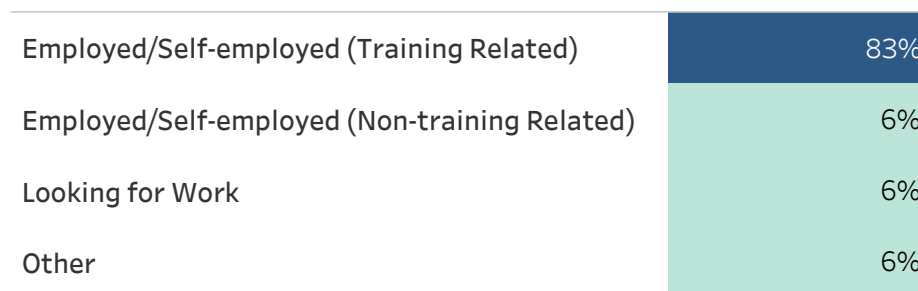 Employed/Self-employed (Training Related) 83%
Employed/Self-employed (Non-training Related) 6%
Looking for Work 6%
Other 6%